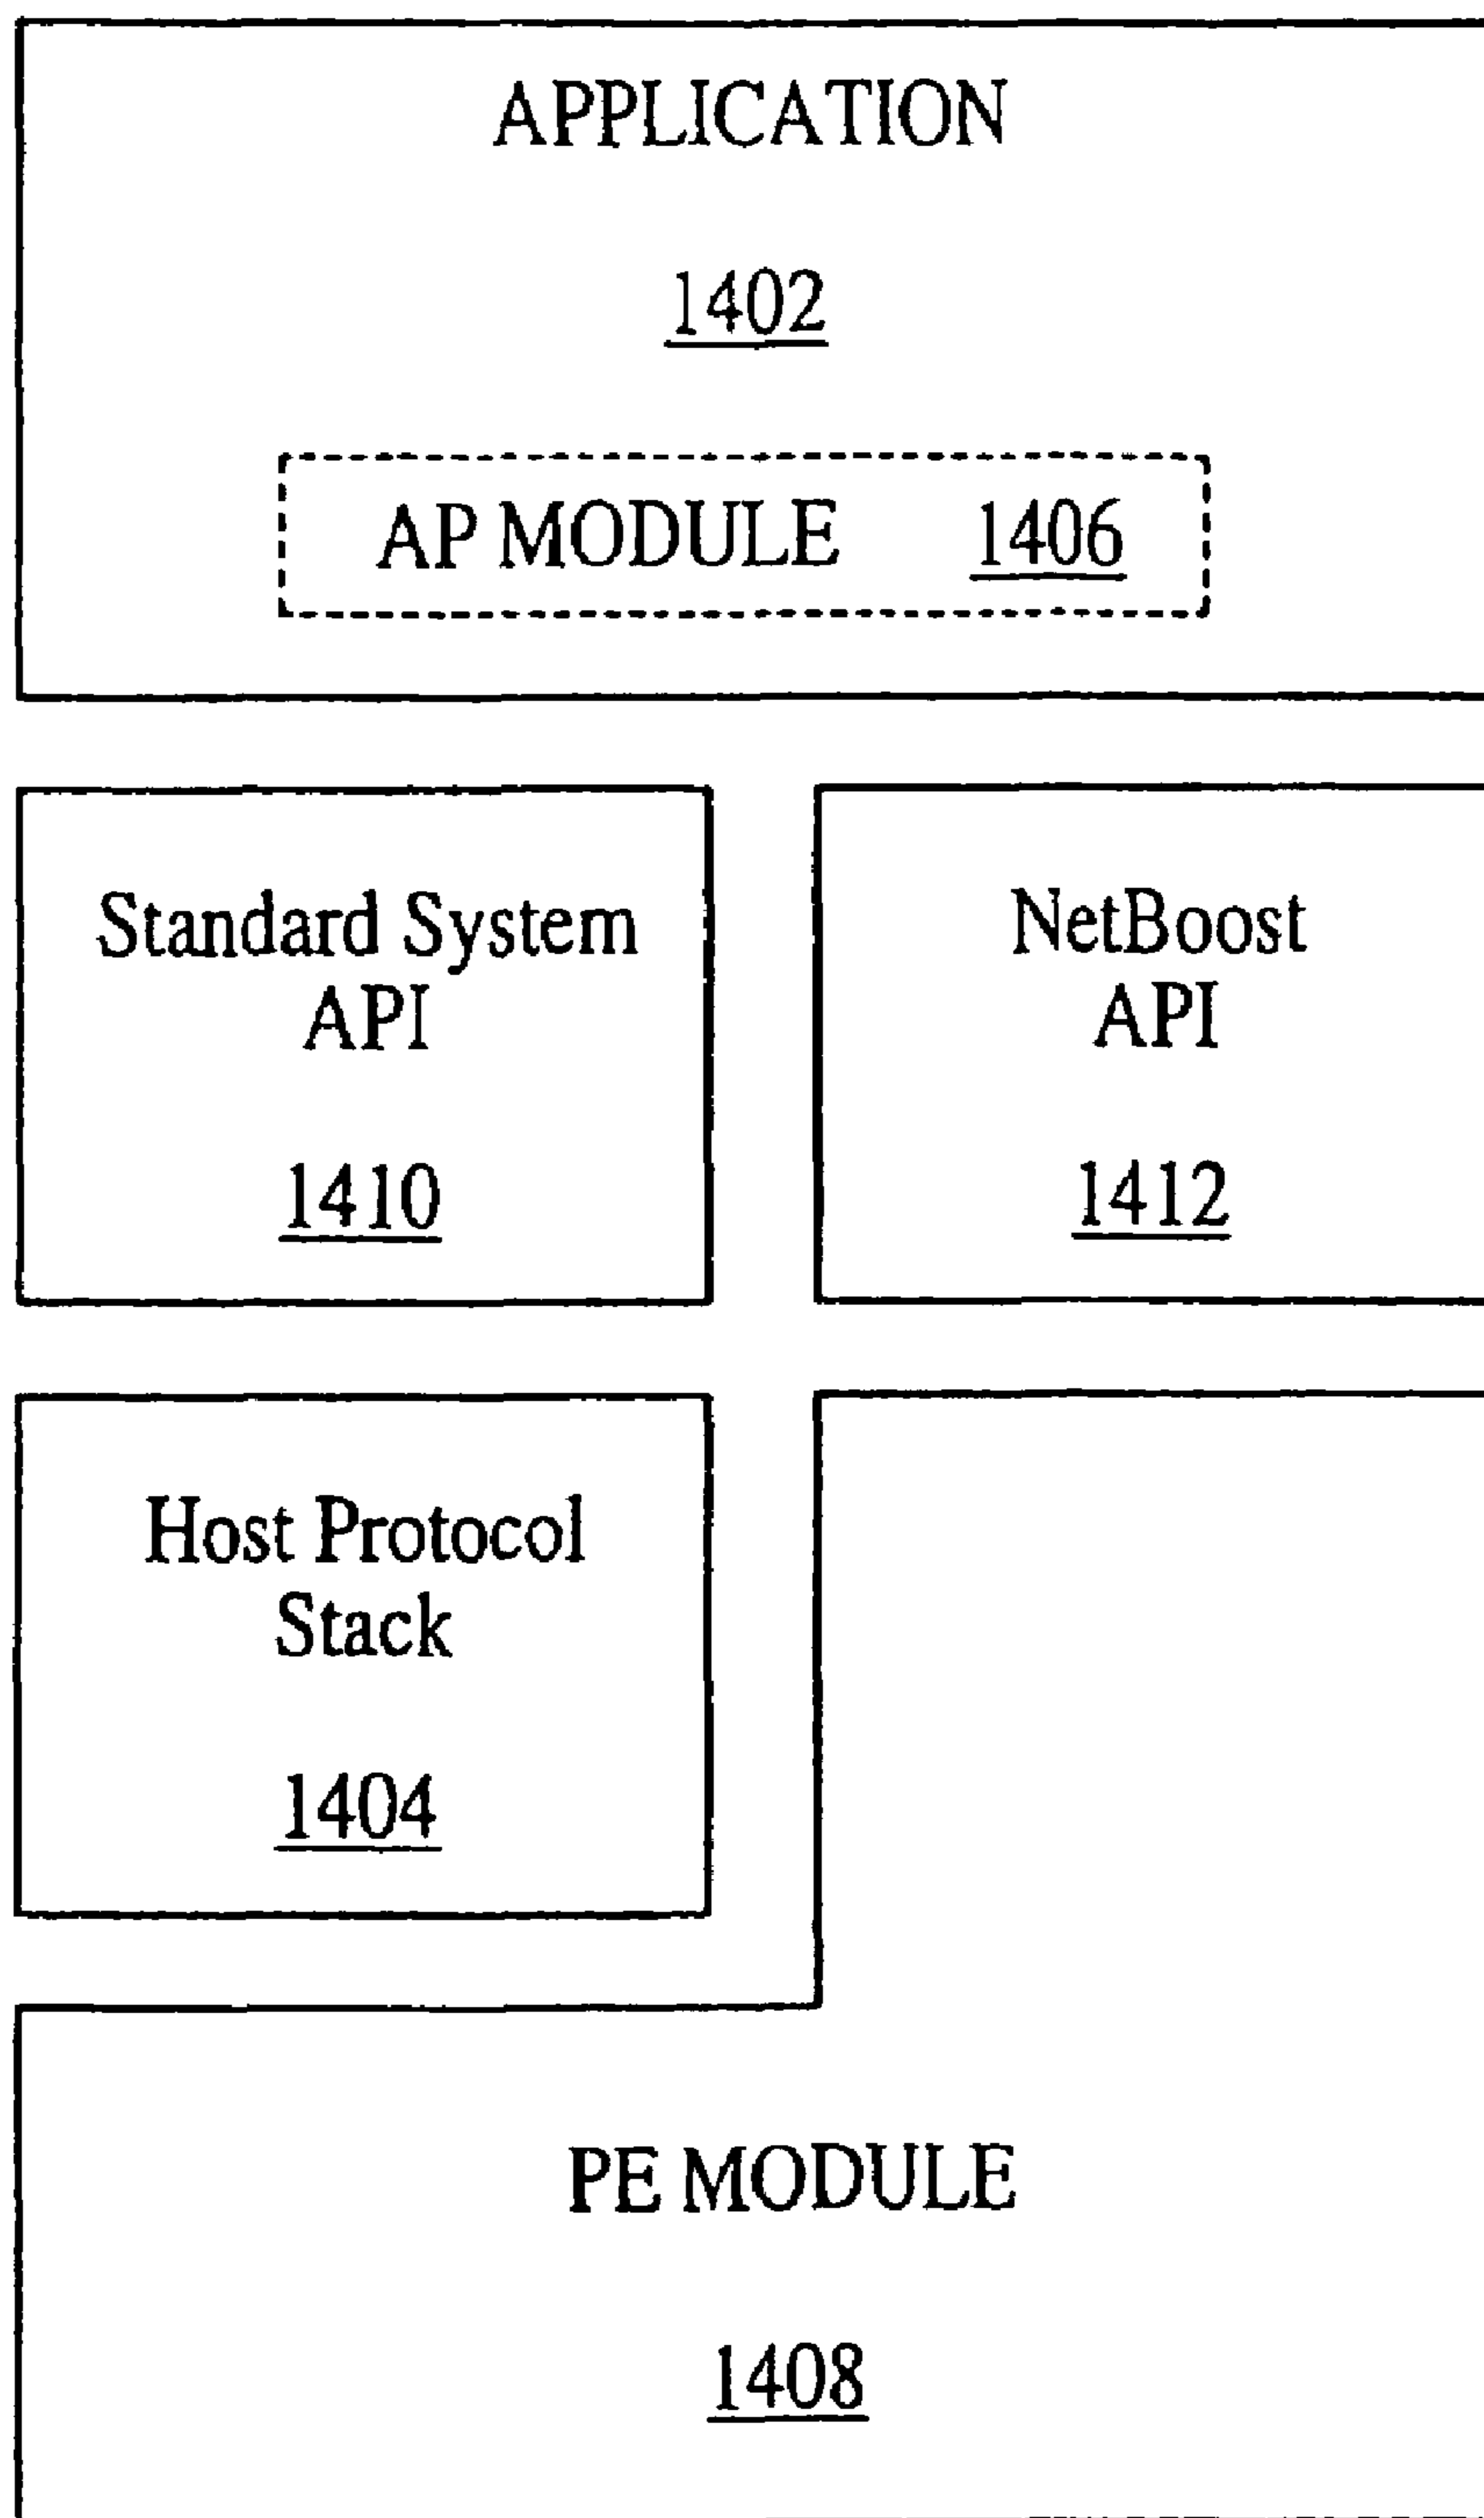 APPLICATION
1402
AP MODULE 1406
Standard System
API
1410
NetBoost
API
1412
Host Protocol
Stack
1404
PE MODULE
1408